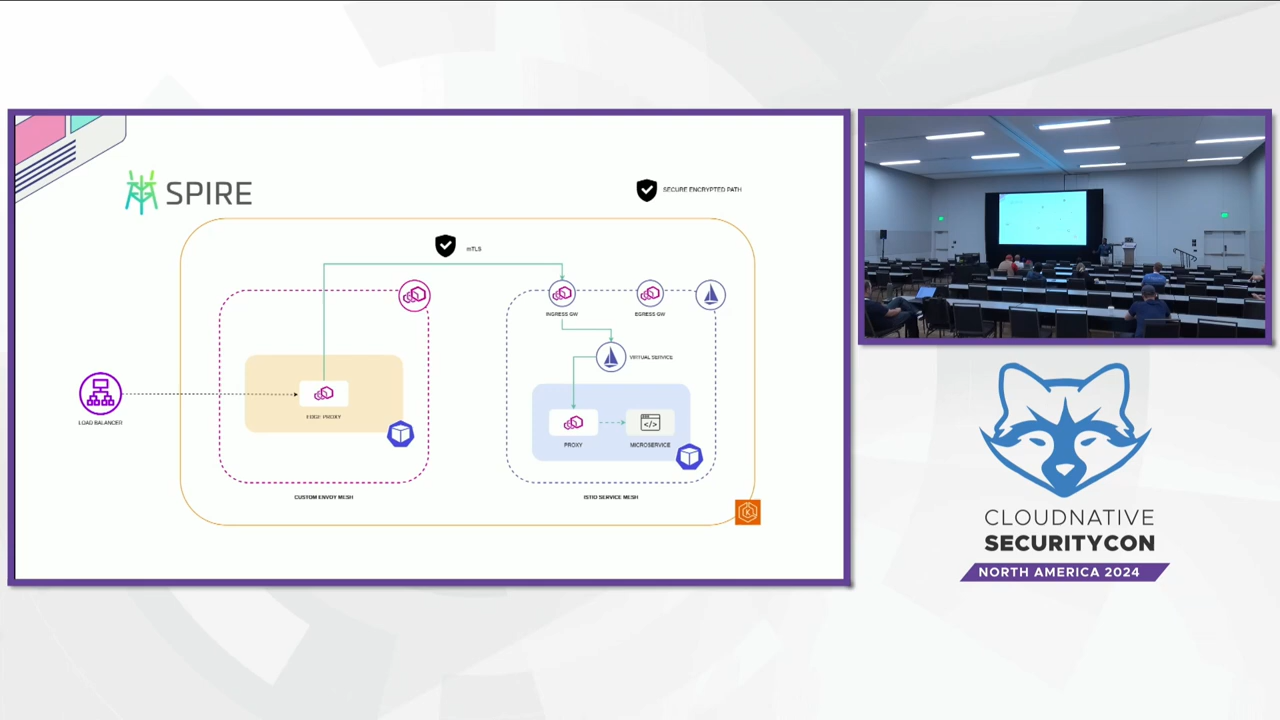 SPIRE
SECURE ENCRYPTED PATH
mTLS
INGRESS GW
EGRESS GW
VIRTUAL SERVICE
EDGE PROXY
LOAD BALANCER
PROXY
MICROSERVICE
CUSTOM ENVOY MESH
ISTIO SERVICE MESH
CLOUDNATIVE
SECURITYCON
NORTH AMERICA 2024